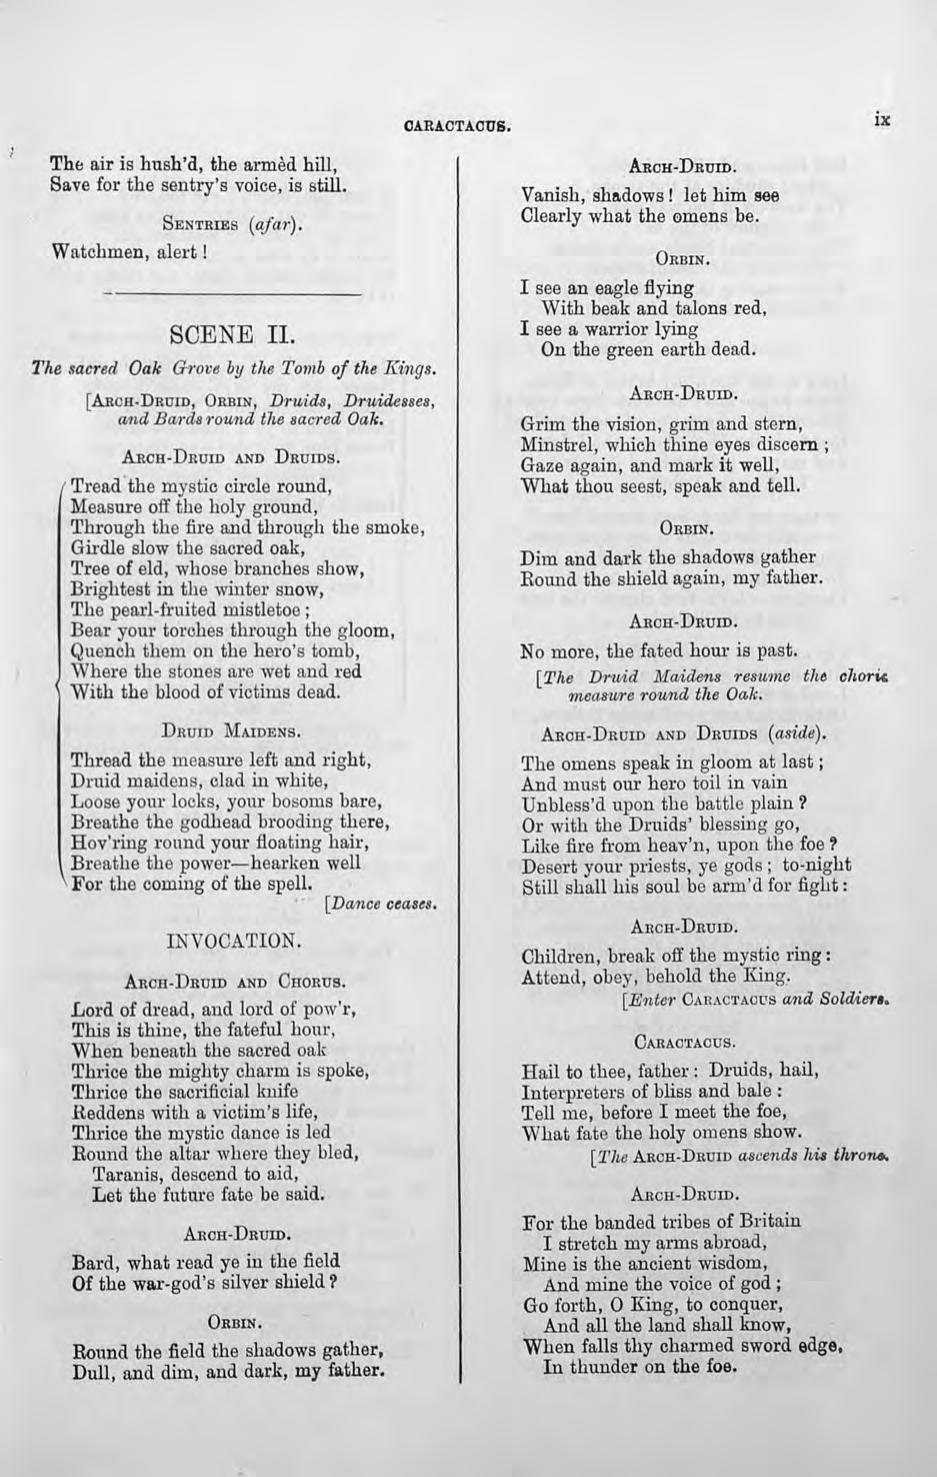 CARACTACUS.
ix
The air is hush'd, the armèd hill,
Save for the sentry's voice, is still.
SENTRIES (afar).
Watchmen, alert !
SCENE II.
The sacred Oak Grove by the Tomb of the Kings.
[ARCH-DRUID, ORBIN, Druids, Druidesses,
and Bards round the sacred Oak.
ARCH-DRUID AND DRUIDS.
Tread the mystic circle round,
Measure off the holy ground,
Through the fire and through the smoke,
Girdle slow the sacred oak,
Tree of eld, whose branches show,
Brightest in the winter snow,
The pearl-fruited mistletoe ;
Bear your torches through the gloom,
Quench them on the hero's tomb,
Where the stones are wet and red
With the blood of victims dead.
DRUID MAIDENS.
Thread the measure left and right,
Druid maidens, clad in white,
Loose your locks, your bosoms bare,
Breathe the godhead brooding there,
Hov'ring round your floating hair,
Breathe the power—hearken well
For the coming of the spell.
[Dance ceases.
INVOCATION.
ARCH-DRUID AND CHORUS.
Lord of dread, and lord of pow'r,
This is thine, the fateful hour,
When beneath the sacred oak
Thrice the mighty charm is spoke,
Thrice the sacrificial knife
Reddens with a victim's life,
Thrice the mystic dance is led
Round the altar where they bled,
Taranis, descend to aid,
Let the future fate be said.
ARCH-DRUID.
Bard, what read ye in the field
Of the war-god's silver shield ?
ORBIN.
Round the field the shadows gather,
Dull, and dim, and dark, my father.
ARCH-DRUID.
Vanish, shadows ! let him see
Clearly what the omens be.
ORBIN.
I see an eagle flying
With beak and talons red,
I see a warrior lying
On the green earth dead.
ARCH-DRUID.
Grim the vision, grim and stern,
Minstrel, which thine eyes discern ;
Gaze again, and mark it well,
What thou seest, speak and tell.
ORBIN.
Dim and dark the shadows gather
Round the shield again, my father.
ARCH-DRUID.
No more, the fated hour is past.
[The Druid Maidens resume the choric
measure round the Oak.
ARCH-DRUID AND DRUIDS (aside).
The omens speak in gloom at last ;
And must our hero toil in vain
Unbless'd upon the battle plain ?
Or with the Druids' blessing go,
Like fire from heav'n, upon the foe ?
Desert your priests, ye gods ; to-night
Still shall his soul be arm'd for fight :
ARCH-DRUID.
Children, break off the mystic ring :
Attend, obey, behold the King.
[Enter CARACTACUS and Soldiers.
CARACTACUS.
Hail to thee, father : Druids, hail,
Interpreters of bliss and bale :
Tell me, before I meet the foe,
What fate the holy omens show.
[The ARCH-DRUID ascends his throne.
ARCH-DRUID.
For the banded tribes of Britain
I stretch my arms abroad,
Mine is the ancient wisdom,
And mine the voice of god ;
Go forth, O King, to conquer,
And all the land shall know,
When falls thy charmed sword edge,
In thunder on the foe.